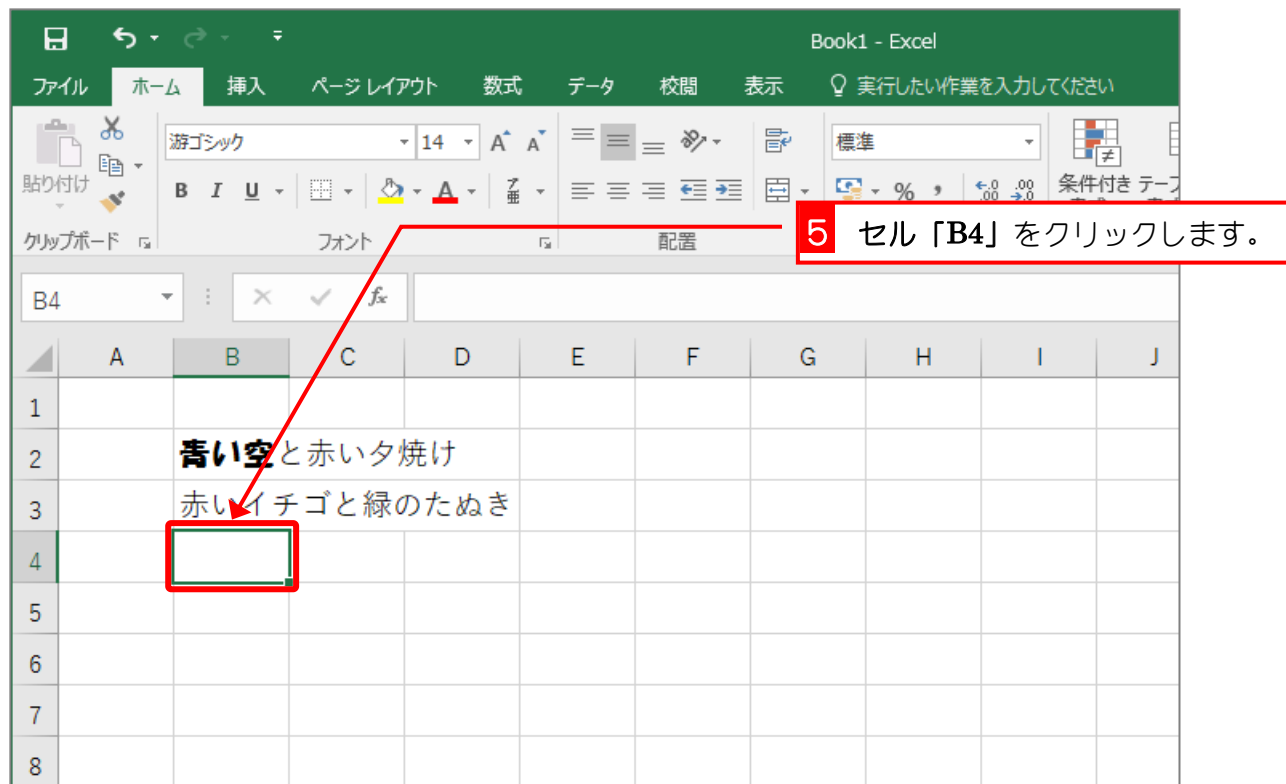 Book1 - Excel
ファイル ホーム 挿入 ページ レイアウト 数式 データ 校閲 表示 実行したい作業を入力してください
貼り付け
游ゴシック 14 A A
標準
B I U A ア亜
% ,
条件付き テーブ
クリップボード フォント 配置
5 セル「B4」をクリックします。
B4 fx
A B C D E F G H I J
1
2 青い空と赤い夕焼け
3 赤いイチゴと緑のたぬき
4
5
6
7
8